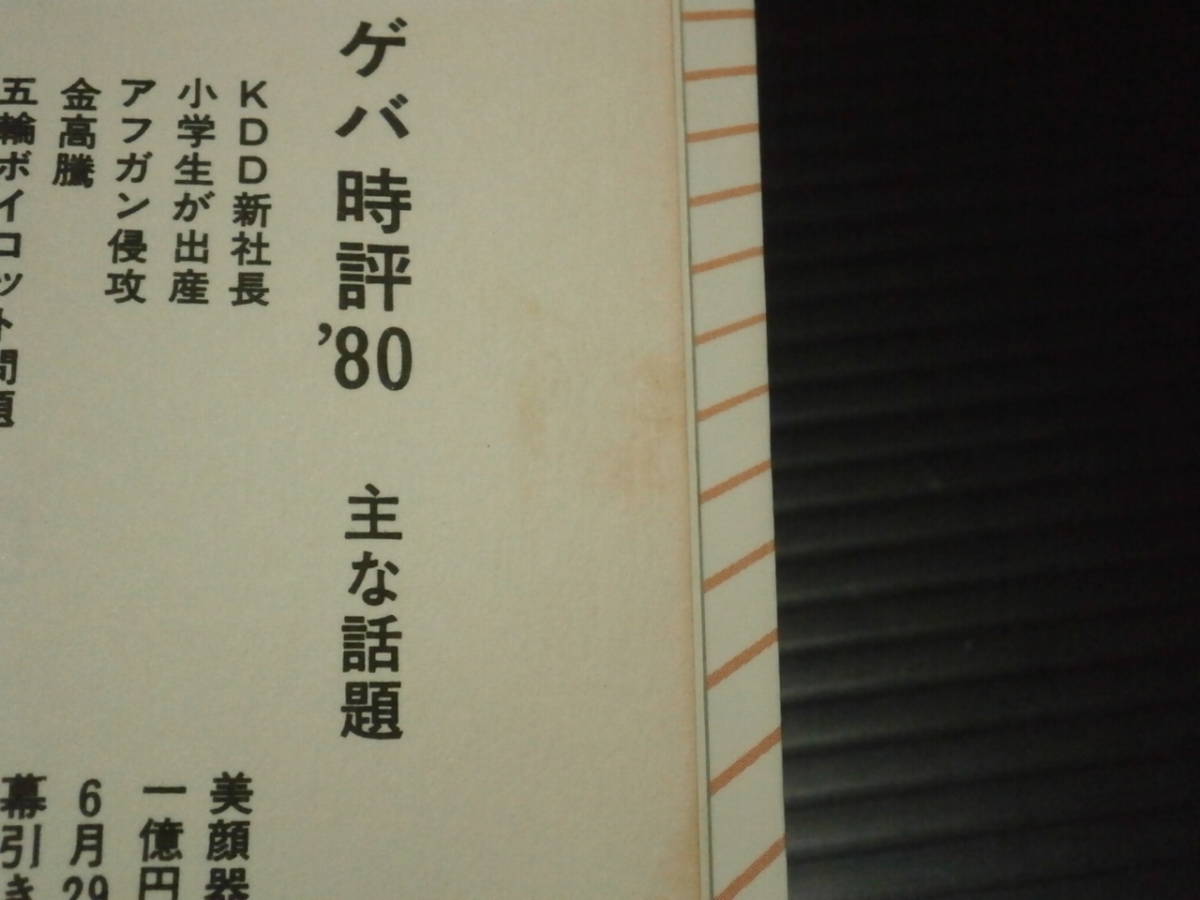 ゲバ時評'80 主な話題
KDD新社長
小学生が出産
アフガン侵攻
金高騰
五輪ボイコット問題
美顔器
一億円
6月29
幕引き